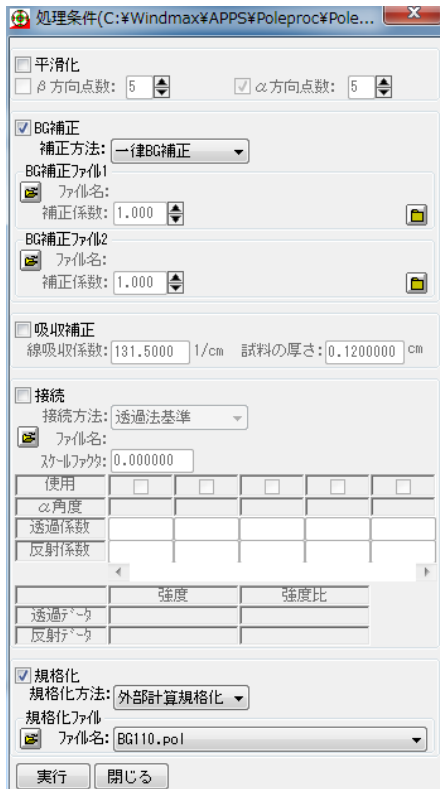 処理条件(C:¥Windmax¥APPS¥Poleproc¥Pole...
平滑化
β方向点数: 5 α方向点数: 5
BG補正
補正方法: 一律BG補正
BG補正ファイル1
ファイル名:
補正係数: 1.000
BG補正ファイル2
ファイル名:
補正係数: 1.000
吸収補正
線吸収係数: 131.5000 1/cm 試料の厚さ: 0.1200000 cm
接続
接続方法: 透過法基準
ファイル名:
スケールファクタ: 0.000000
使用
α角度
透過係数
反射係数
強度 強度比
透過データ
反射データ
規格化
規格化方法: 外部計算規格化
規格化ファイル
ファイル名: BG110.pol
実行 閉じる